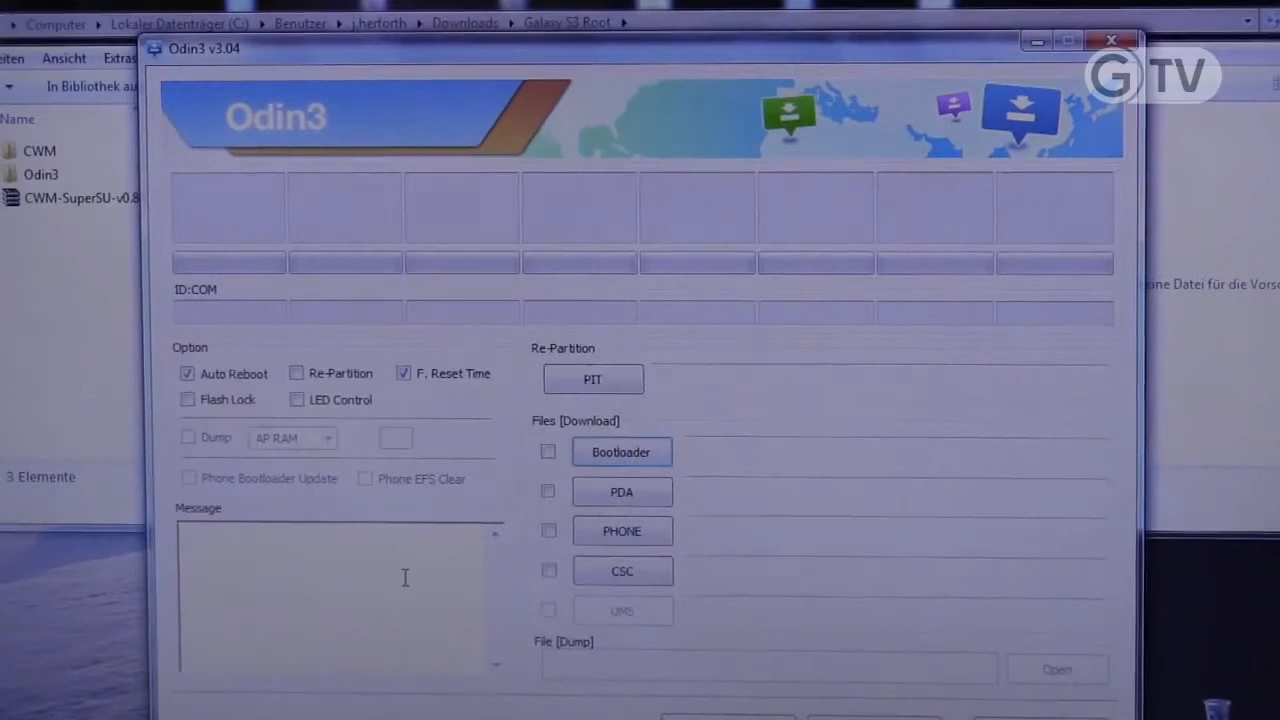 Computer ▸ Lokaler Datenträger (C:) ▸ Benutzer ▸ j.herforth ▸ Downloads ▸ Galaxy S3 Root ▸
Odin3 v3.04
eiten Ansicht Extras
GTV
In Bibliothek au
Odin3
Name
CWM
Odin3
CWM-SuperSU-v0.8
ID:COM
eine Datei für die Vors
Option
Re-Partition
Auto Reboot Re-Partition F. Reset Time
PIT
Flash Lock LED Control
Files [Download]
Dump AP RAM
Bootloader
3 Elemente
Phone Bootloader Update Phone EFS Clear
PDA
Message
PHONE
CSC
UMS
File [Dump]
Open